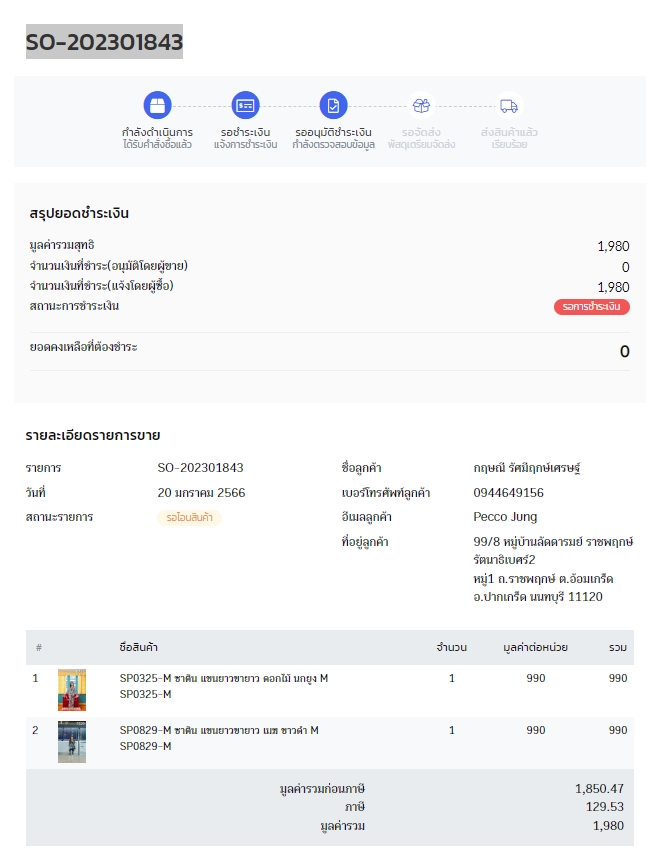 SO-202301843
กำลังดำเนินการ
ได้รับคำสั่งซื้อแล้ว
รอชำระเงิน
แจ้งการชำระเงิน
รออนุมัติชำระเงิน
กำลังตรวจสอบข้อมูล
รอจัดส่ง
พัสดุเตรียมจัดส่ง
ส่งสินค้าแล้ว
เรียบร้อย
สรุปยอดชำระเงิน
มูลค่ารวมสุทธิ 1,980
จำนวนเงินที่ชำระ(อนุมัติโดยผู้ขาย) 0
จำนวนเงินที่ชำระ(แจ้งโดยผู้ซื้อ) 1,980
สถานะการชำระเงิน รอการชำระเงิน
ยอดคงเหลือที่ต้องชำระ 0
รายละเอียดรายการขาย
รายการ SO-202301843
วันที่ 20 มกราคม 2566
สถานะรายการ รอโอนสินค้า
ชื่อลูกค้า กฤษณี รัศมีฤกษ์เศรษฐ์
เบอร์โทรศัพท์ลูกค้า 0944649156
อีเมลลูกค้า Pecco Jung
ที่อยู่ลูกค้า 99/8 หมู่บ้านลัดดารมย์ ราชพฤกษ์
รัตนาธิเบศร์2
หมู่1 ถ.ราชพฤกษ์ ต.อ้อมเกร็ด
อ.ปากเกร็ด นนทบุรี 11120
# ชื่อสินค้า จำนวน มูลค่าต่อหน่วย รวม
1 SP0325-M ซาติน แขนยาวขายาว ดอกไม้ นกยูง M 1 990 990
SP0325-M
2 SP0829-M ซาติน แขนยาวขายาว เมฆ ขาวดำ M 1 990 990
SP0829-M
มูลค่ารวมก่อนภาษี 1,850.47
ภาษี 129.53
มูลค่ารวม 1,980